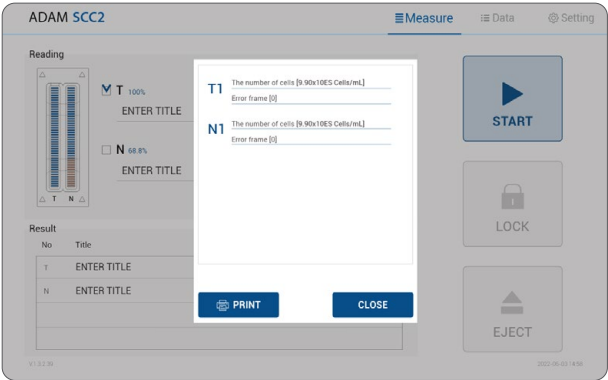 ADAM SCC2
Measure
Data
Setting
Reading
T 100%
ENTER TITLE
N 68.8%
ENTER TITLE
T N
T1
The number of cells [9.90x10E5 Cells/mL]
Error frame [0]
N1
The number of cells [9.90x10E5 Cells/mL]
Error frame [0]
PRINT
CLOSE
START
LOCK
EJECT
Result
No Title
T ENTER TITLE
N ENTER TITLE